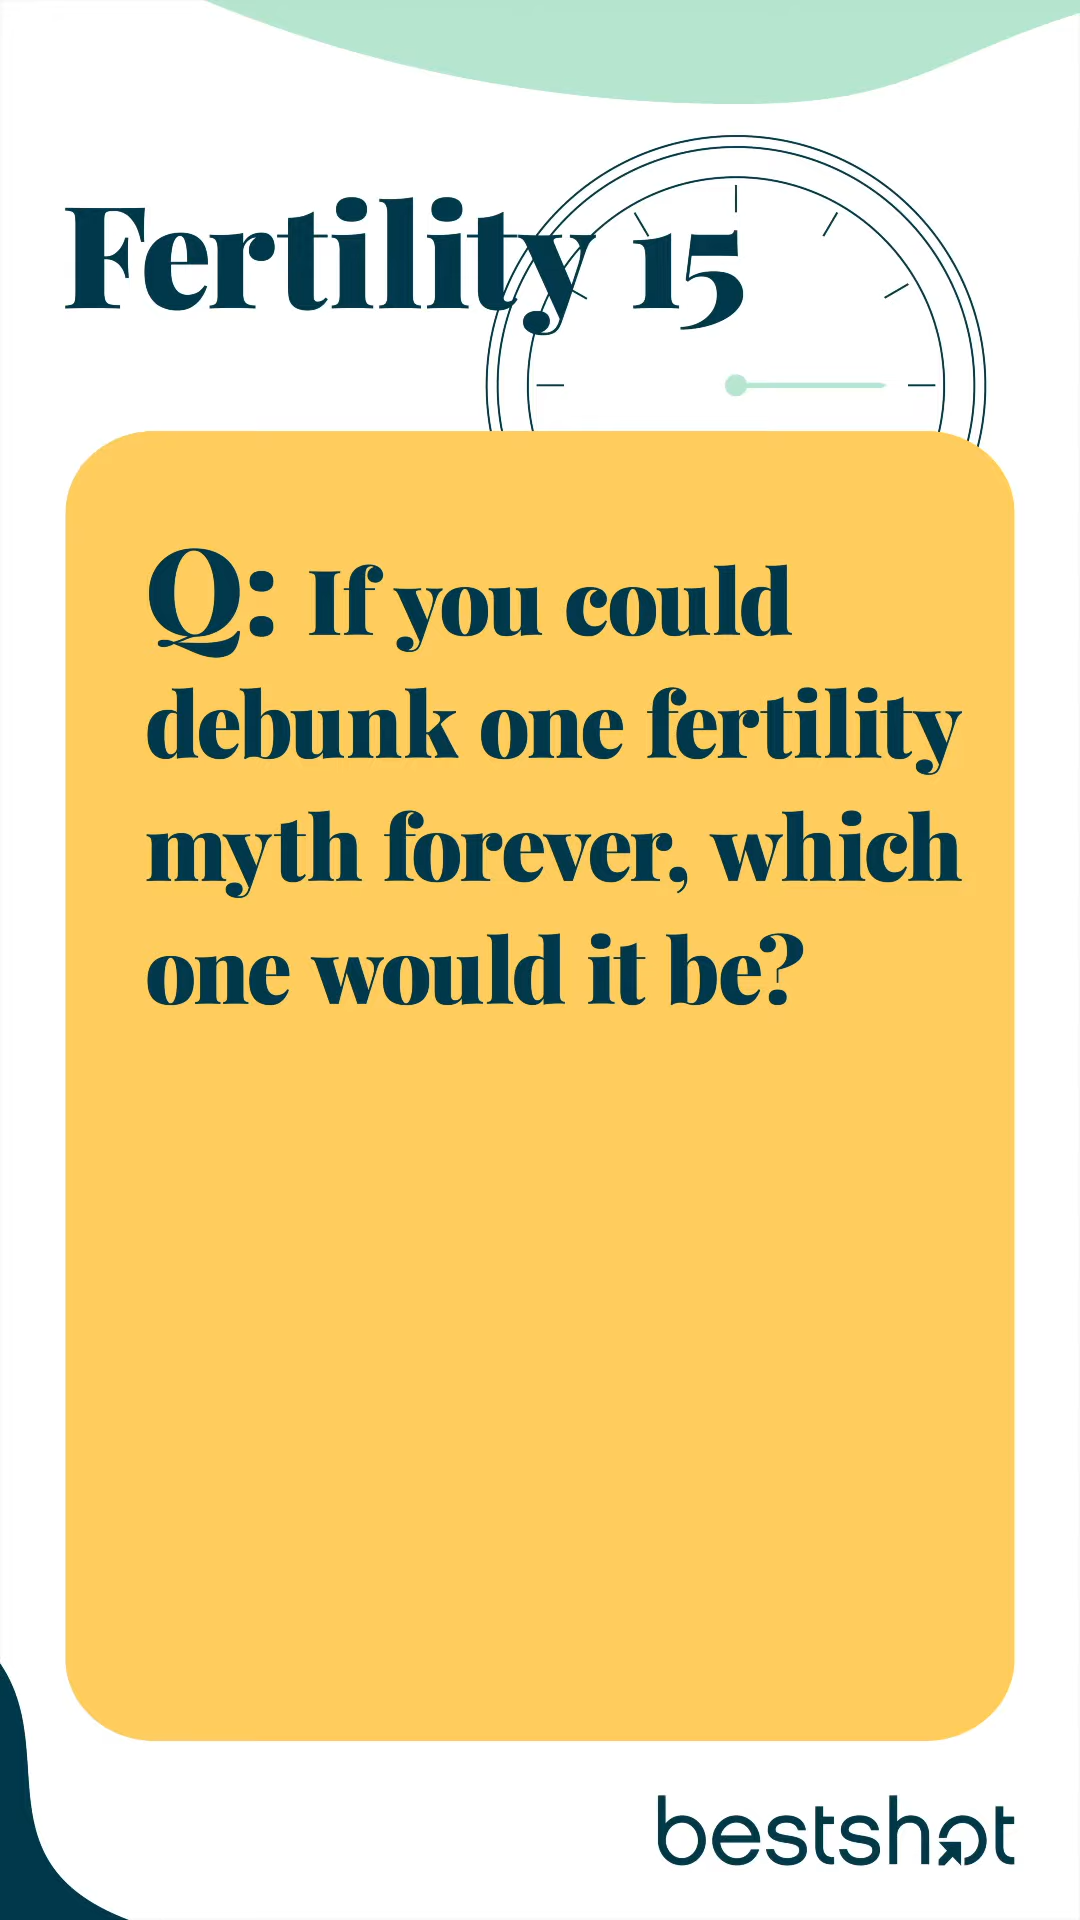 Fertility 15
Q: If you could
debunk one fertility
myth forever, which
one would it be?
bestshot